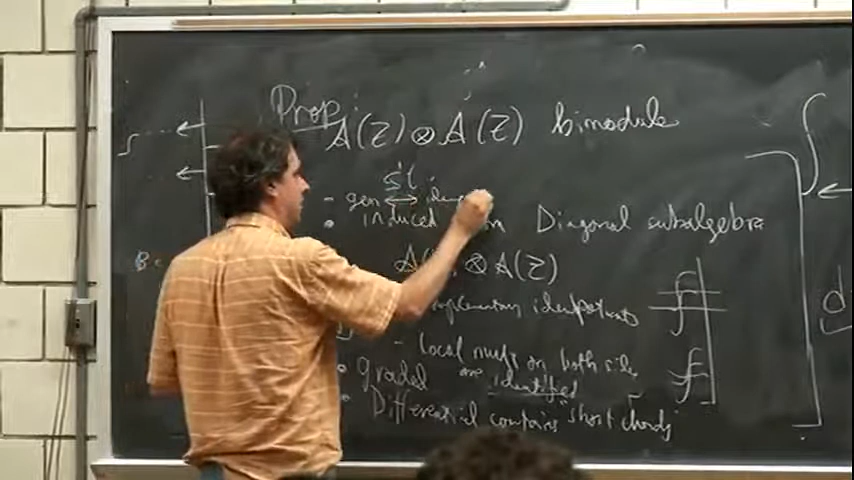 Prop:
A(Z) ⊗ A(Z) bimodule
s.t.
- gen ↔
• induced Diagonal subalgebra
⊗ A(Z)
complementary idempotents
- Local mults on both sides
are identified
• graded
• Differential contains "short chords"